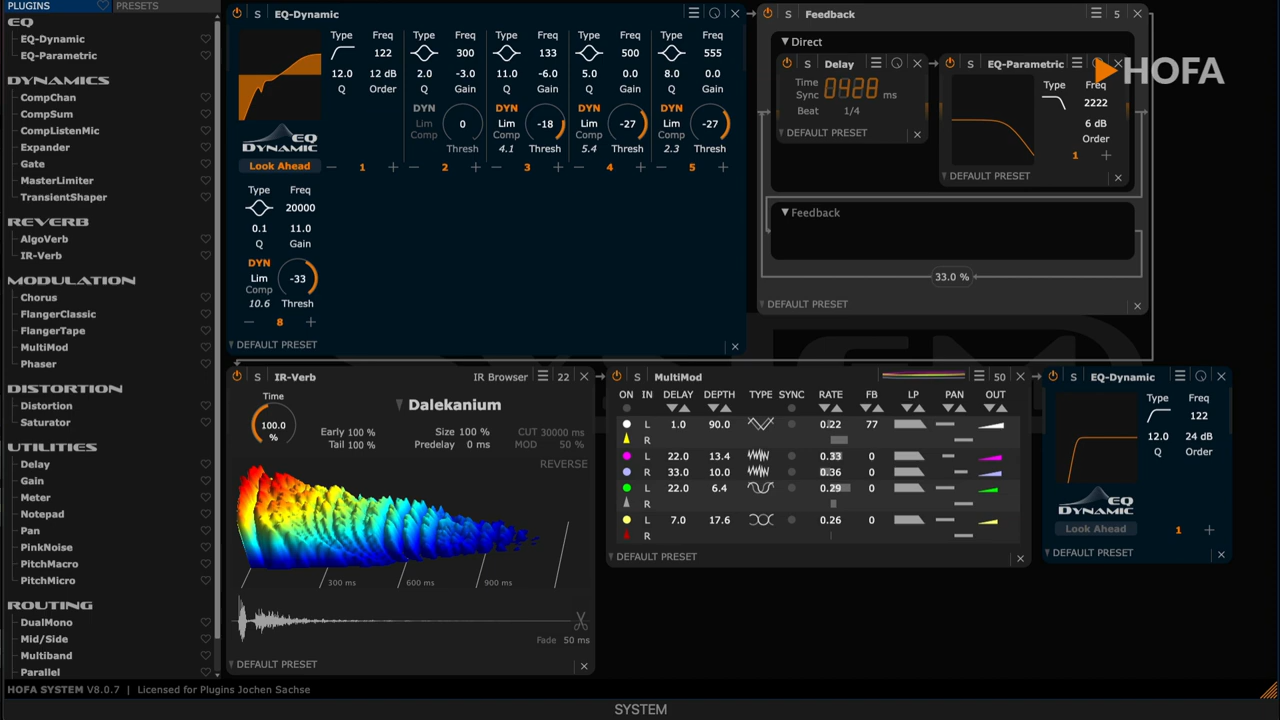 PLUGINS PRESETS
EQ
EQ-Dynamic
EQ-Parametric
DYNAMICS
CompChan
CompSum
CompListenMic
Expander
Gate
MasterLimiter
TransientShaper
REVERB
AlgoVerb
IR-Verb
MODULATION
Chorus
FlangerClassic
FlangerTape
MultiMod
Phaser
DISTORTION
Distortion
Saturator
UTILITIES
Delay
Gain
Meter
Notepad
Pan
PinkNoise
PitchMacro
PitchMicro
ROUTING
DualMono
Mid/Side
Multiband
Parallel
S EQ-Dynamic
Type Freq Type Freq Type Freq Type Freq Type Freq
122 300 133 500 555
12.0 12 dB 2.0 -3.0 11.0 -6.0 5.0 0.0 8.0 0.0
Q Order Q Gain Q Gain Q Gain Q Gain
DYN DYN DYN DYN
Lim 0 Lim -18 Lim -27 Lim -27
Comp Comp Comp Comp
Thresh 4.1 Thresh 5.4 Thresh 2.3 Thresh
EQ DYNAMIC
Look Ahead
− 1 + − 2 + − 3 + − 4 + − 5 +
Type Freq
20000
0.1 11.0
Q Gain
DYN
Lim -33
Comp
10.6 Thresh
− 8 +
DEFAULT PRESET
S Feedback 5
HOFA
Direct
S Delay
Time 0428 ms
Sync
Beat 1/4
DEFAULT PRESET
S EQ-Parametric
Type Freq
2222
6 dB
Order
1 +
DEFAULT PRESET
Feedback
33.0 %
DEFAULT PRESET
S IR-Verb IR Browser 22
Time
100.0 %
Dalekanium
Early 100 % Size 100 % CUT 30000 ms
Tail 100 % Predelay 0 ms MOD 50 %
REVERSE
300 ms 600 ms 900 ms
Fade 50 ms
DEFAULT PRESET
S MultiMod 50
ON IN DELAY DEPTH TYPE SYNC RATE FB LP PAN OUT
L 1.0 90.0 0.22 77
R
L 22.0 13.4 0.33 0
L 33.0 10.0 0.36 0
L 22.0 6.4 0.29 0
R
L 7.0 17.6 0.26 0
R
DEFAULT PRESET
S EQ-Dynamic
Type Freq
122
12.0 24 dB
Q Order
EQ DYNAMIC
Look Ahead 1 +
DEFAULT PRESET
HOFA SYSTEM V8.0.7 | Licensed for Plugins Jochen Sachse
SYSTEM